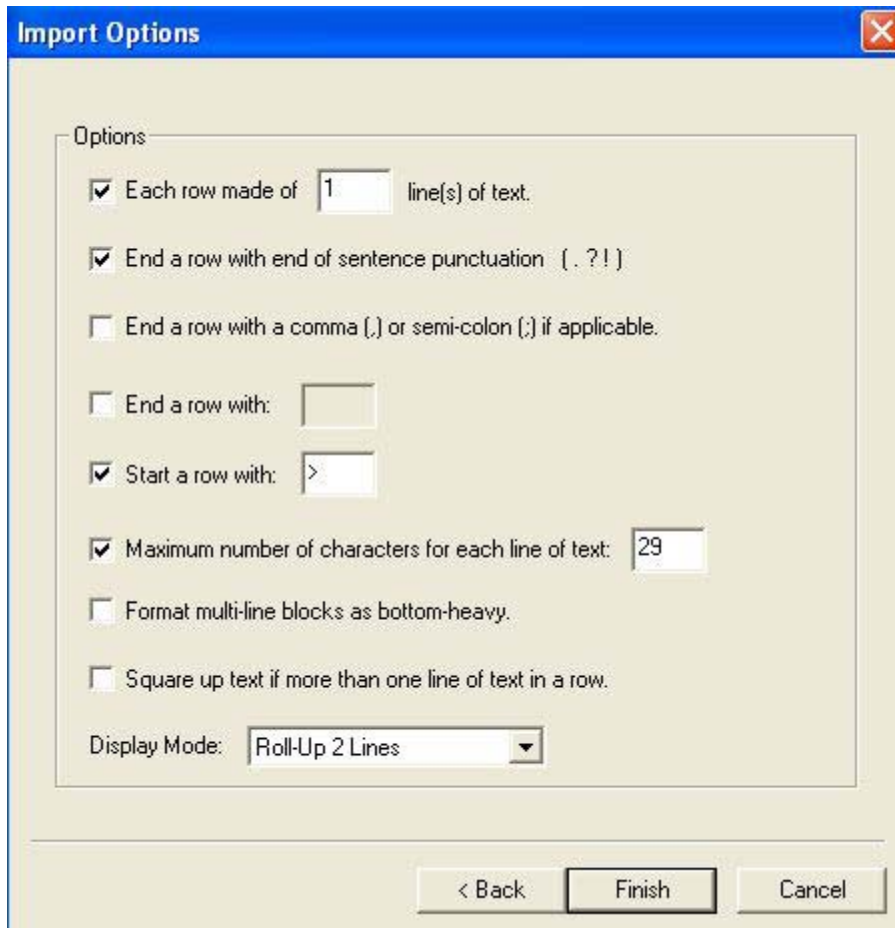 Import Options
Options
Each row made of 1 line(s) of text.
End a row with end of sentence punctuation ( . ? ! )
End a row with a comma (,) or semi-colon (;) if applicable.
End a row with:
Start a row with: >
Maximum number of characters for each line of text: 29
Format multi-line blocks as bottom-heavy.
Square up text if more than one line of text in a row.
Display Mode: Roll-Up 2 Lines
< Back Finish Cancel